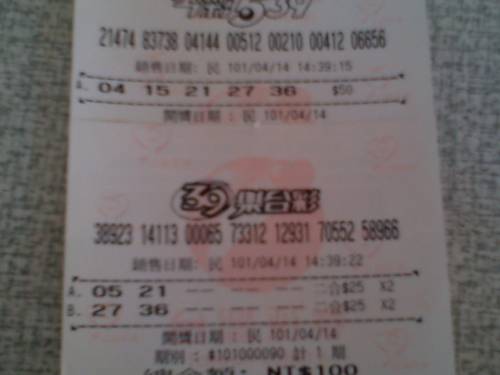 539
21474 83738 04144 00512 00210 00412 06656
銷售日期: 民 101/04/14 14:39:15
A. 04 15 21 27 36 $50
開獎日期 : 民 101/04/14
39 樂合彩
38923 14113 00065 73312 12931 70552 58966
銷售日期: 民 101/04/14 14:39:22
A. 05 21 -- -- -- 二合$25 X2
B. 27 36 -- -- -- 二合$25 X2
開獎日期 : 民 101/04/14
期別 : #101000090 計 1 期
總金額: NT$100